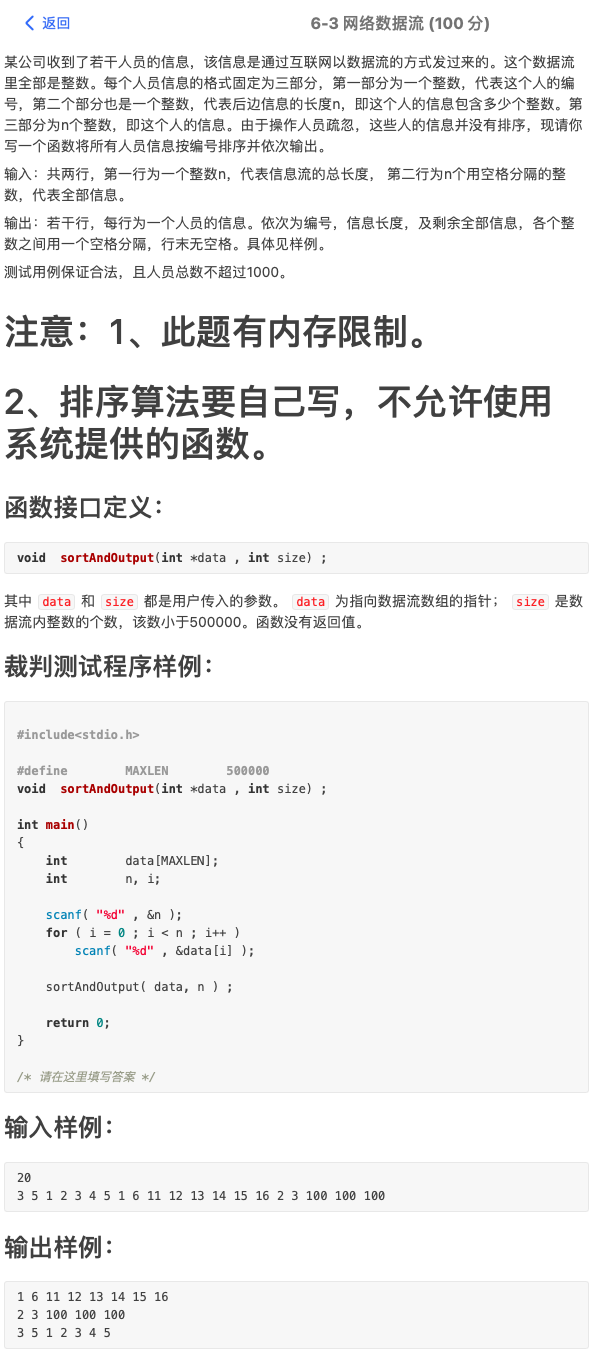 返回
6-3 网络数据流 (100 分)
某公司收到了若干人员的信息，该信息是通过互联网以数据流的方式发过来的。这个数据流
里全部是整数。每个人员信息的格式固定为三部分，第一部分为一个整数，代表这个人的编
号，第二个部分也是一个整数，代表后边信息的长度n，即这个人的信息包含多少个整数。第
三部分为n个整数，即这个人的信息。由于操作人员疏忽，这些人的信息并没有排序，现请你
写一个函数将所有人员信息按编号排序并依次输出。
输入：共两行，第一行为一个整数n，代表信息流的总长度， 第二行为n个用空格分隔的整
数，代表全部信息。
输出：若干行，每行为一个人员的信息。依次为编号，信息长度，及剩余全部信息，各个整
数之间用一个空格分隔，行末无空格。具体见样例。
测试用例保证合法，且人员总数不超过1000。
注意：1、此题有内存限制。
2、排序算法要自己写，不允许使用
系统提供的函数。
函数接口定义：
void  sortAndOutput(int *data , int size) ;
其中 data 和 size 都是用户传入的参数。 data 为指向数据流数组的指针； size 是数
据流内整数的个数，该数小于500000。函数没有返回值。
裁判测试程序样例：
#include<stdio.h>
#define        MAXLEN        500000
void  sortAndOutput(int *data , int size) ;
int main()
{
    int        data[MAXLEN];
    int        n, i;
    scanf( "%d" , &n );
    for ( i = 0 ; i < n ; i++ )
        scanf( "%d" , &data[i] );
    sortAndOutput( data, n ) ;
    return 0;
}
/* 请在这里填写答案 */
输入样例：
20
3 5 1 2 3 4 5 1 6 11 12 13 14 15 16 2 3 100 100 100
输出样例：
1 6 11 12 13 14 15 16
2 3 100 100 100
3 5 1 2 3 4 5